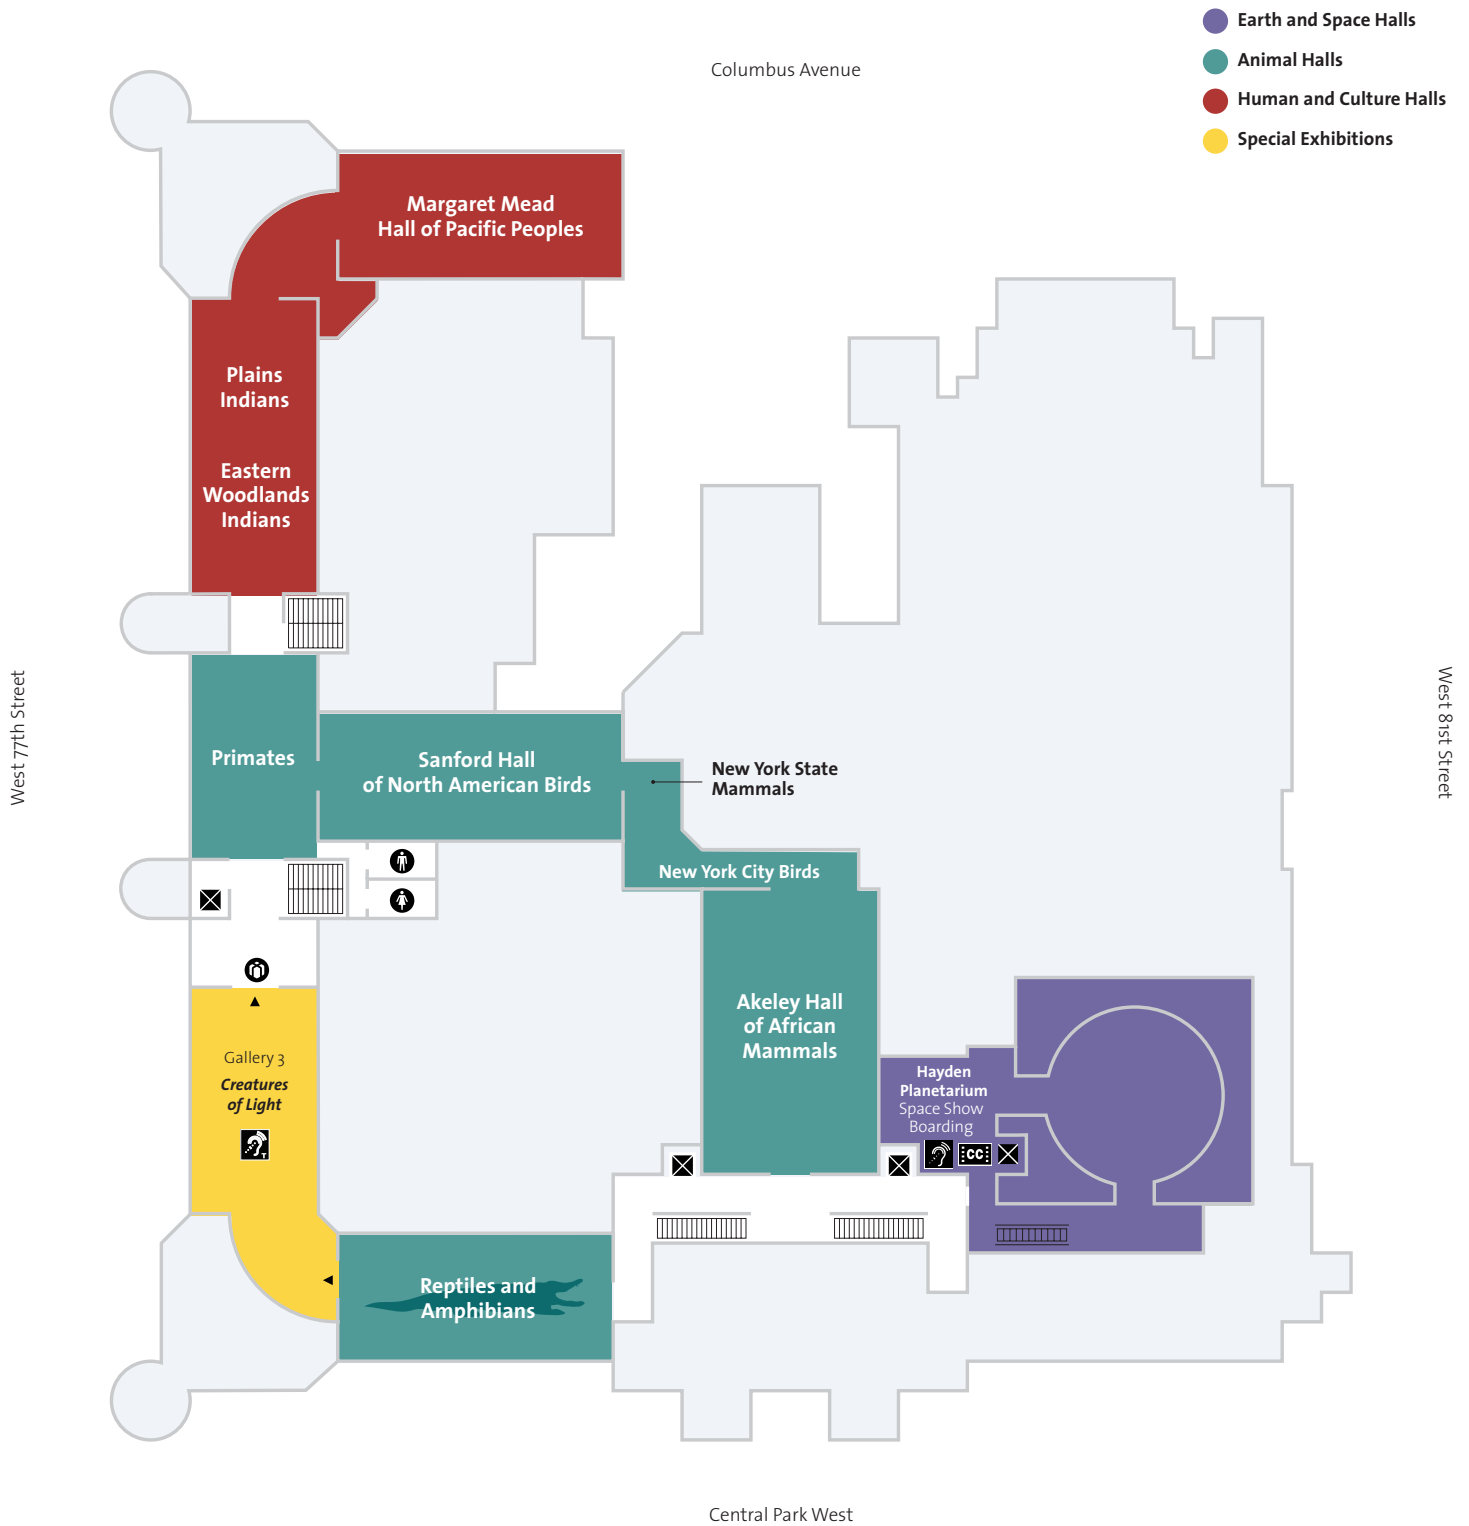 Earth and Space Halls
Animal Halls
Human and Culture Halls
Special Exhibitions
Columbus Avenue
Margaret Mead
Hall of Pacific Peoples
Plains
Indians
Eastern
Woodlands
Indians
West 77th Street
West 81st Street
Primates
Sanford Hall
of North American Birds
New York State
Mammals
New York City Birds
Akeley Hall
of African
Mammals
Gallery 3
Creatures
of Light
T
Hayden
Planetarium
Space Show
Boarding
CC
Reptiles and
Amphibians
Central Park West